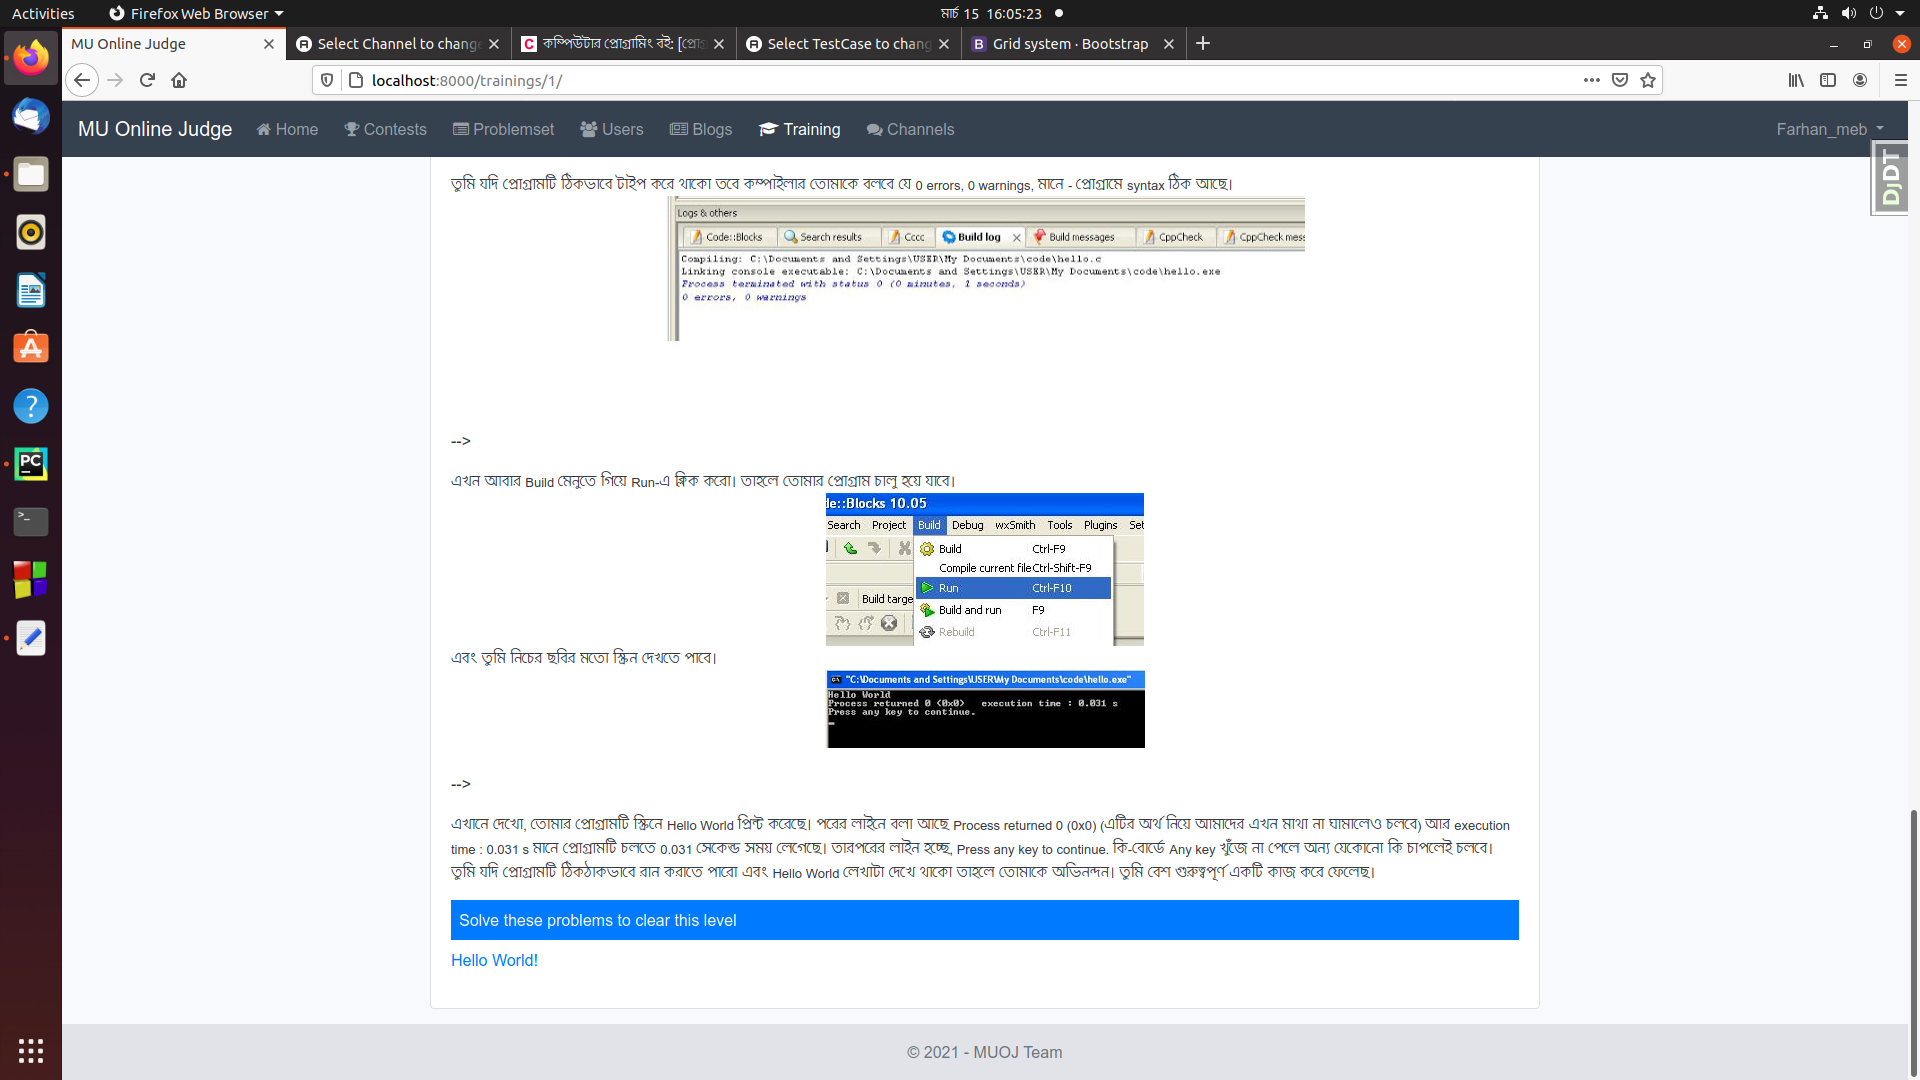 Activities Firefox Web Browser মার্চ 15 16:05:23
MU Online Judge Select Channel to change কম্পিউটার প্রোগ্রামিং বই: [প্রোগ্ Select TestCase to chang B Grid system · Bootstrap
localhost:8000/trainings/1/
MU Online Judge Home Contests Problemset Users Blogs Training Channels Farhan_meb
DjDT
তুমি যদি প্রোগ্রামটি ঠিকভাবে টাইপ করে থাকো তবে কম্পাইলার তোমাকে বলবে যে 0 errors, 0 warnings, মানে - প্রোগ্রামে syntax ঠিক আছে।
Logs & others
Code::Blocks Search results Cccc Build log Build messages CppCheck CppCheck mess
Compiling: C:\Documents and Settings\USER\My Documents\code\hello.c
Linking console executable: C:\Documents and Settings\USER\My Documents\code\hello.exe
Process terminated with status 0 (0 minutes, 1 seconds)
0 errors, 0 warnings
-->
এখন আবার Build মেনুতে গিয়ে Run-এ ক্লিক করো। তাহলে তোমার প্রোগ্রাম চালু হয়ে যাবে।
de::Blocks 10.05
Search Project Build Debug wxSmith Tools Plugins Set
Build Ctrl-F9
Compile current file Ctrl-Shift-F9
Run Ctrl-F10
Build targe
Build and run F9
Rebuild Ctrl-F11
এবং তুমি নিচের ছবির মতো স্ক্রিন দেখতে পাবে।
"C:\Documents and Settings\USER\My Documents\code\hello.exe"
Hello World
Process returned 0 (0x0) execution time : 0.031 s
Press any key to continue.
-->
এখানে দেখো, তোমার প্রোগ্রামটি স্ক্রিনে Hello World প্রিন্ট করেছে। পরের লাইনে বলা আছে Process returned 0 (0x0) (এটির অর্থ নিয়ে আমাদের এখন মাথা না ঘামালেও চলবে) আর execution
time : 0.031 s মানে প্রোগ্রামটি চলতে 0.031 সেকেন্ড সময় লেগেছে। তারপরের লাইন হচ্ছে, Press any key to continue. কি-বোর্ডে Any key খুঁজে না পেলে অন্য যেকোনো কি চাপলেই চলবে।
তুমি যদি প্রোগ্রামটি ঠিকঠাকভাবে রান করাতে পারো এবং Hello World লেখাটা দেখে থাকো তাহলে তোমাকে অভিনন্দন। তুমি বেশ গুরুত্বপূর্ণ একটি কাজ করে ফেলেছ।
Solve these problems to clear this level
Hello World!
© 2021 - MUOJ Team